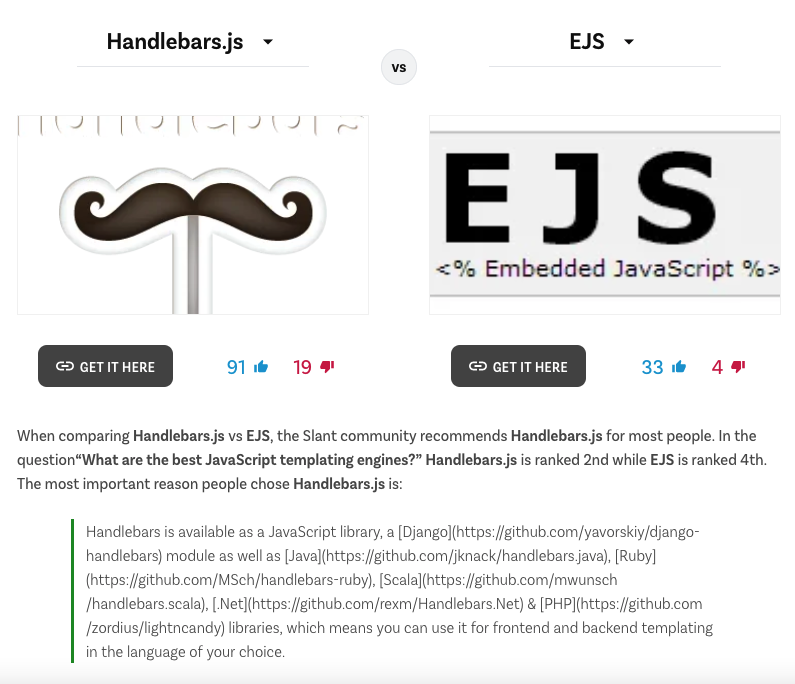 Handlebars.js
EJS
vs
E J S
<% Embedded JavaScript %>
GET IT HERE
91
19
GET IT HERE
33
4
When comparing Handlebars.js vs EJS, the Slant community recommends Handlebars.js for most people. In the
question“What are the best JavaScript templating engines?” Handlebars.js is ranked 2nd while EJS is ranked 4th.
The most important reason people chose Handlebars.js is:
Handlebars is available as a JavaScript library, a [Django](https://github.com/yavorskiy/django-
handlebars) module as well as [Java](https://github.com/jknack/handlebars.java), [Ruby]
(https://github.com/MSch/handlebars-ruby), [Scala](https://github.com/mwunsch
/handlebars.scala), [.Net](https://github.com/rexm/Handlebars.Net) & [PHP](https://github.com
/zordius/lightncandy) libraries, which means you can use it for frontend and backend templating
in the language of your choice.